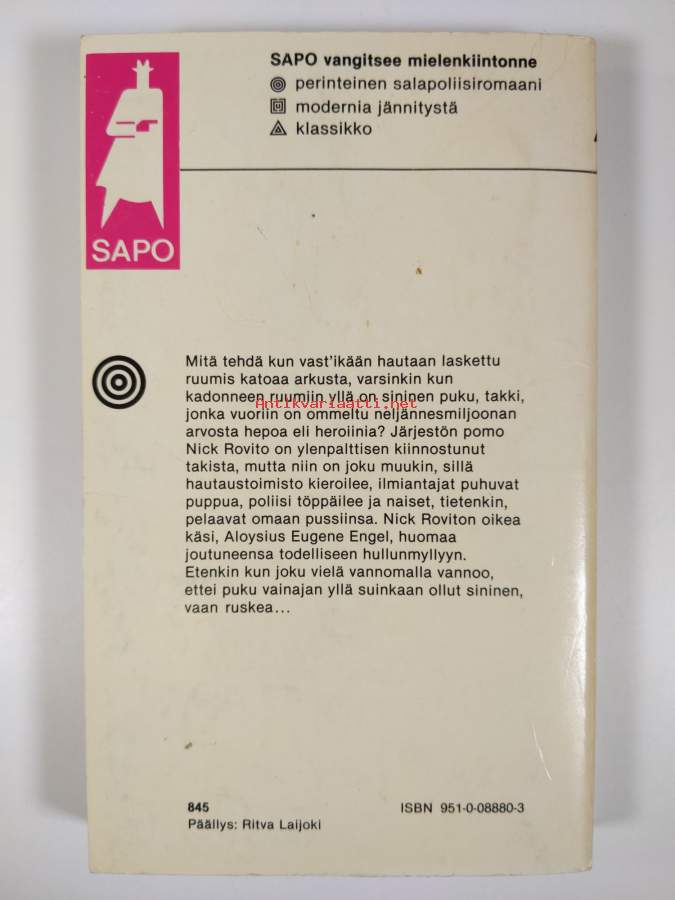 SAPO vangitsee mielenkiintonne
perinteinen salapoliisiromaani
modernia jännitystä
klassikko
SAPO
Mitä tehdä kun vast'ikään hautaan laskettu
ruumis katoaa arkusta, varsinkin kun
kadonneen ruumiin yllä on sininen puku, takki,
Antikvariaatti.net
jonka vuoriin on ommeltu neljännesmiljoonan
arvosta hepoa eli heroiinia? Järjestön pomo
Nick Rovito on ylenpalttisen kiinnostunut
takista, mutta niin on joku muukin, sillä
hautaustoimisto kieroilee, ilmiantajat puhuvat
puppua, poliisi töppäilee ja naiset, tietenkin,
pelaavat omaan pussiinsa. Nick Roviton oikea
käsi, Aloysius Eugene Engel, huomaa
joutuneensa todelliseen hullunmyllyyn.
Etenkin kun joku vielä vannomalla vannoo,
ettei puku vainajan yllä suinkaan ollut sininen,
vaan ruskea...
845
Päällys: Ritva Laijoki
ISBN 951-0-08880-3